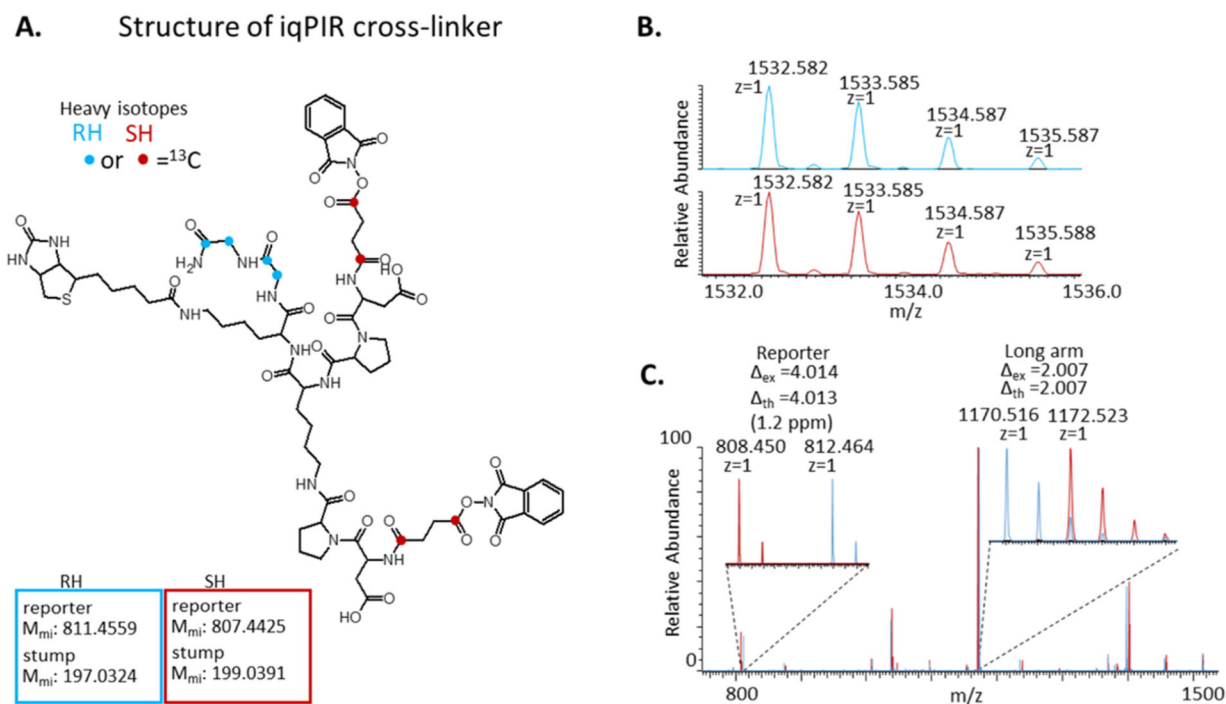 A. Structure of iqPIR cross-linker
Heavy isotopes
RH SH
or =¹³C
O
N
O
O
O
O
O
NH
HN
S
O
H₂N
O
NH
O
HN
O
NH
O
NH
O
HO
O
HN
O
O
N
O
NH
O
NH
O
HN
O
N
O
O
NH
O
O
O
N
O
O
HO
RH
reporter
Mmi: 811.4559
stump
Mmi: 197.0324
SH
reporter
Mmi: 807.4425
stump
Mmi: 199.0391
B.
Relative Abundance
1532.582
z=1
1533.585
z=1
1534.587
z=1
1535.587
z=1
Relative Abundance
1532.582
z=1
1533.585
z=1
1534.587
z=1
1535.588
z=1
1532.0 1534.0 1536.0
m/z
C.
Reporter
Δex =4.014
Δth =4.013
(1.2 ppm)
808.450 812.464
z=1 z=1
Long arm
Δex =2.007
Δth =2.007
1170.516 1172.523
z=1 z=1
100
Relative Abundance
0
800 m/z 1500